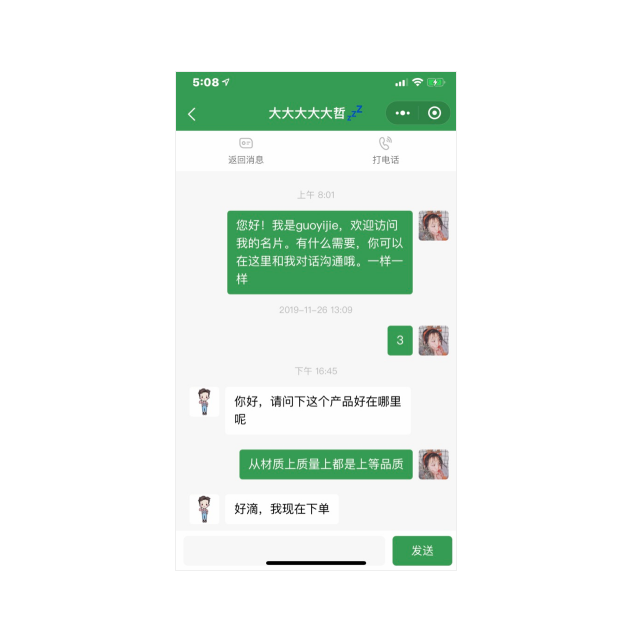 5:08
大大大大大哲💤
返回消息 打电话
上午 8:01
您好！我是guoyijie，欢迎访问
我的名片。有什么需要，你可以
在这里和我对话沟通哦。一样一
样
2019-11-26 13:09
3
下午 16:45
你好，请问下这个产品好在哪里
呢
从材质上质量上都是上等品质
好滴，我现在下单
发送